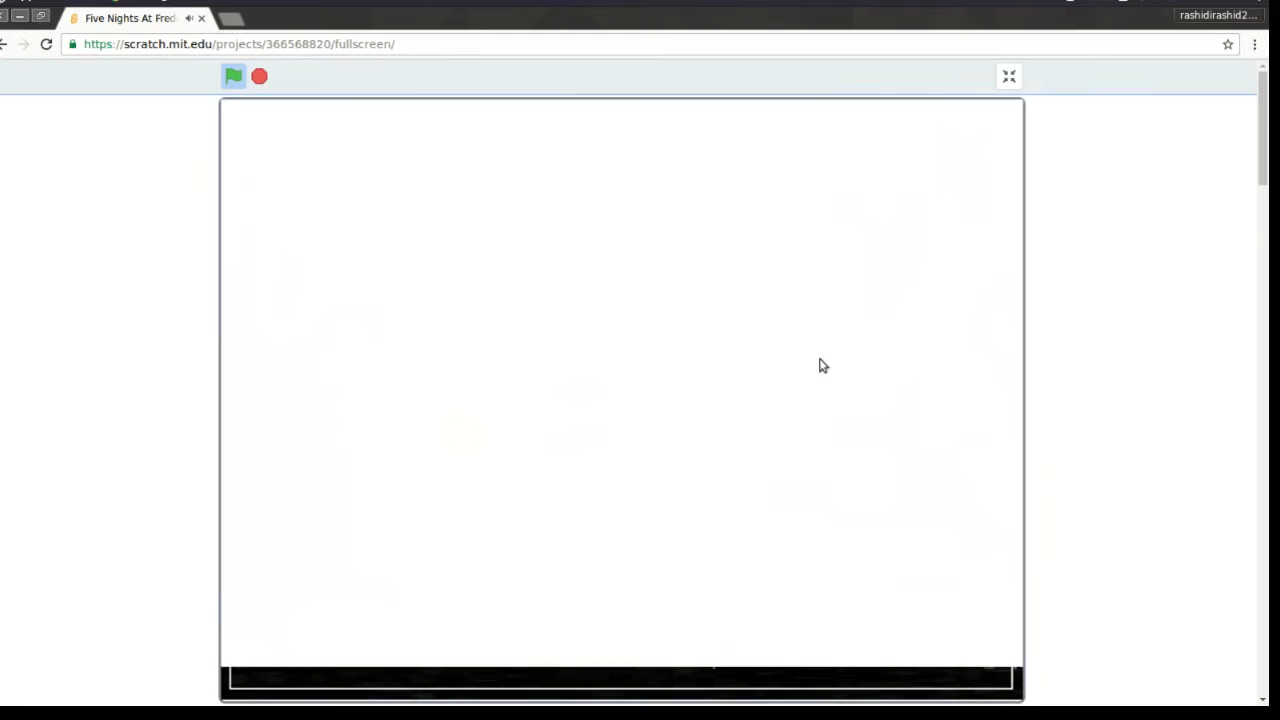 Five Nights At Fred
rashidirashid2...
https://scratch.mit.edu/projects/366568820/fullscreen/